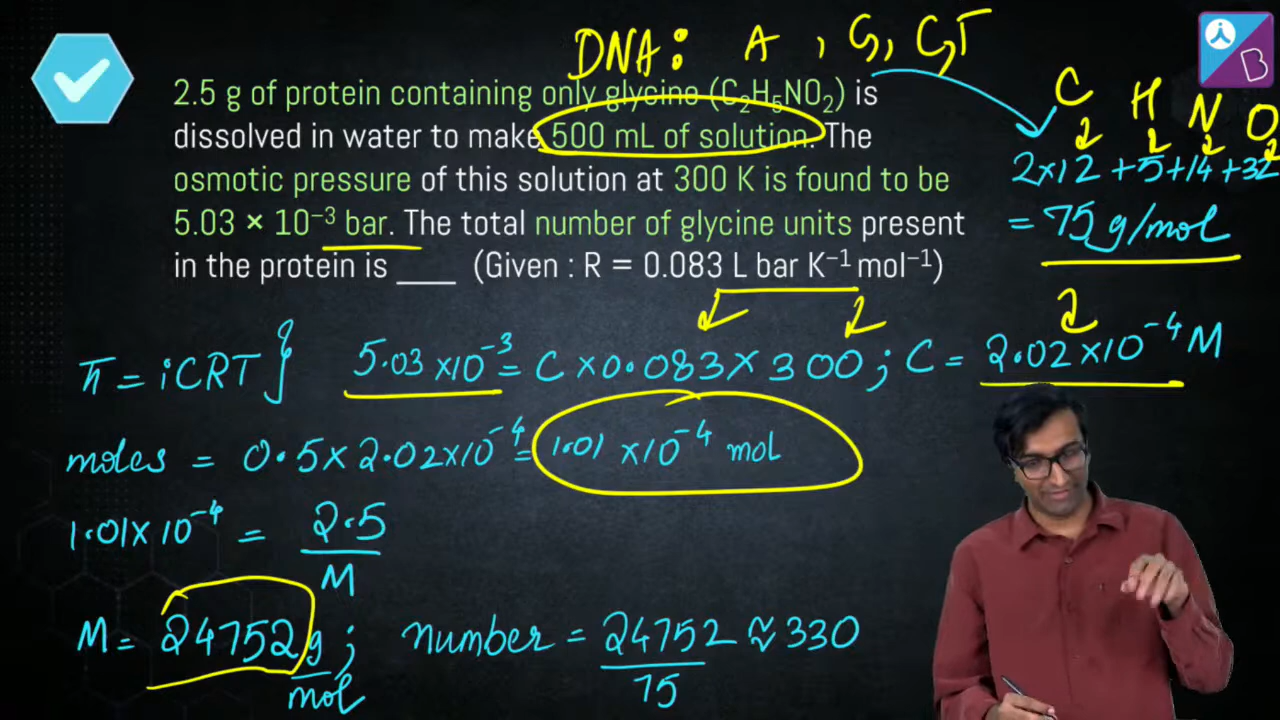 DNA: A , G, C, T
2.5 g of protein containing only glycine (C₂H₅NO₂) is
dissolved in water to make 500 mL of solution. The
osmotic pressure of this solution at 300 K is found to be
5.03 × 10⁻³ bar. The total number of glycine units present
in the protein is ____ (Given : R = 0.083 L bar K⁻¹ mol⁻¹)
C H N O
2×12 +5+14+32
= 75 g/mol
π = iCRT } 5.03 ×10⁻³ = C × 0.083 × 300 ; C = 2.02 ×10⁻⁴ M
moles = 0.5 × 2.02×10⁻⁴ = 1.01 ×10⁻⁴ mol
1.01 × 10⁻⁴ = 2.5 / M
M = 24752 g/mol ; number = 24752 / 75 ≈ 330
B